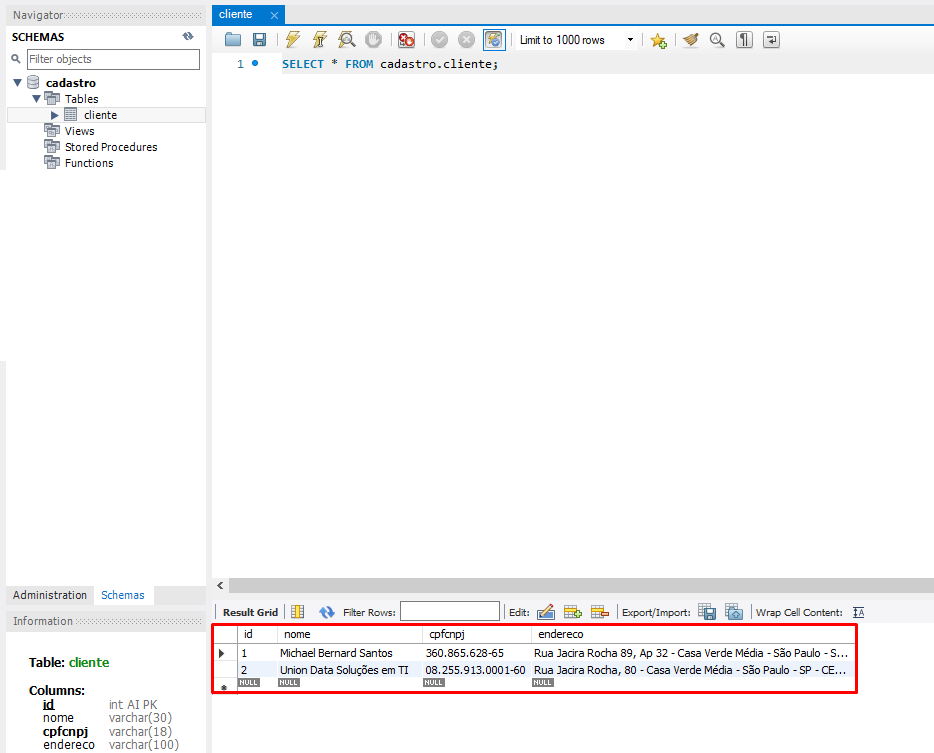 Navigator
SCHEMAS
Filter objects
cadastro
Tables
cliente
Views
Stored Procedures
Functions
Administration Schemas
Information
Table: cliente
Columns:
id int AI PK
nome varchar(30)
cpfcnpj varchar(18)
endereco varchar(100)
cliente
Limit to 1000 rows
1 SELECT * FROM cadastro.cliente;
Result Grid Filter Rows: Edit: Export/Import: Wrap Cell Content:
id nome cpfcnpj endereco
1 Michael Bernard Santos 360.865.628-65 Rua Jacira Rocha 89, Ap 32 - Casa Verde Média - São Paulo - S...
2 Union Data Soluções em TI 08.255.913.0001-60 Rua Jacira Rocha, 80 - Casa Verde Média - São Paulo - SP - CE...
NULL NULL NULL NULL